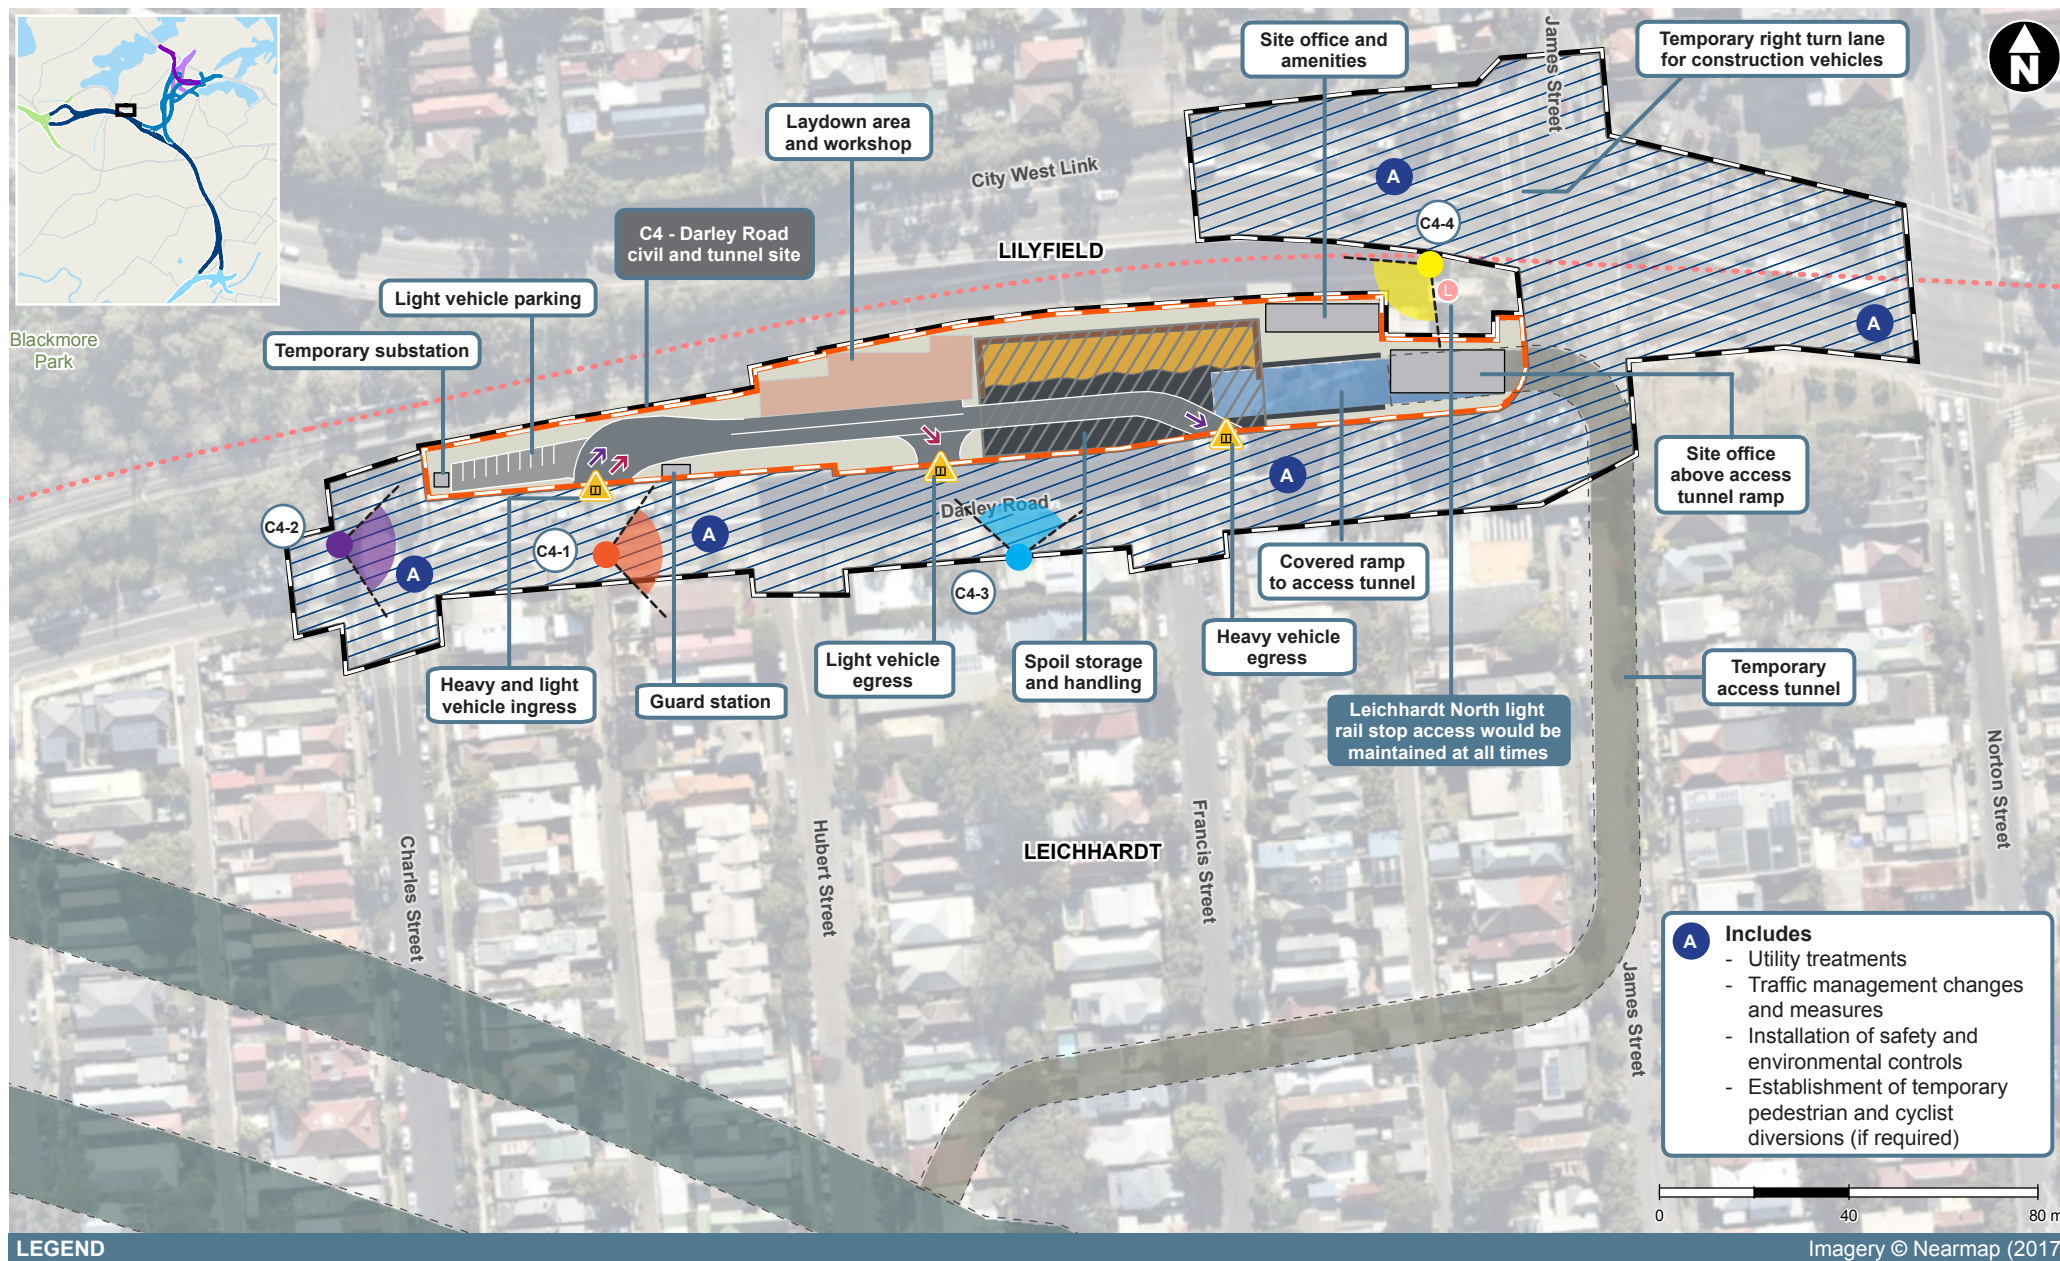 Site office and
amenities
James Street
Temporary right turn lane
for construction vehicles
N
Laydown area
and workshop
City West Link
A
C4-4
C4 - Darley Road
civil and tunnel site
LILYFIELD
Light vehicle parking
L
A
Blackmore
Park
Temporary substation
Site office
above access
tunnel ramp
A
Darley Road
C4-2
C4-1
A
A
C4-3
Covered ramp
to access tunnel
Heavy and light
vehicle ingress
Guard station
Light vehicle
egress
Spoil storage
and handling
Heavy vehicle
egress
Temporary
access tunnel
Leichhardt North light
rail stop access would be
maintained at all times
Norton Street
Charles Street
Hubert Street
Francis Street
LEICHHARDT
James Street
A
Includes
- Utility treatments
- Traffic management changes
and measures
- Installation of safety and
environmental controls
- Establishment of temporary
pedestrian and cyclist
diversions (if required)
0 40 80 m
LEGEND
Imagery © Nearmap (2017